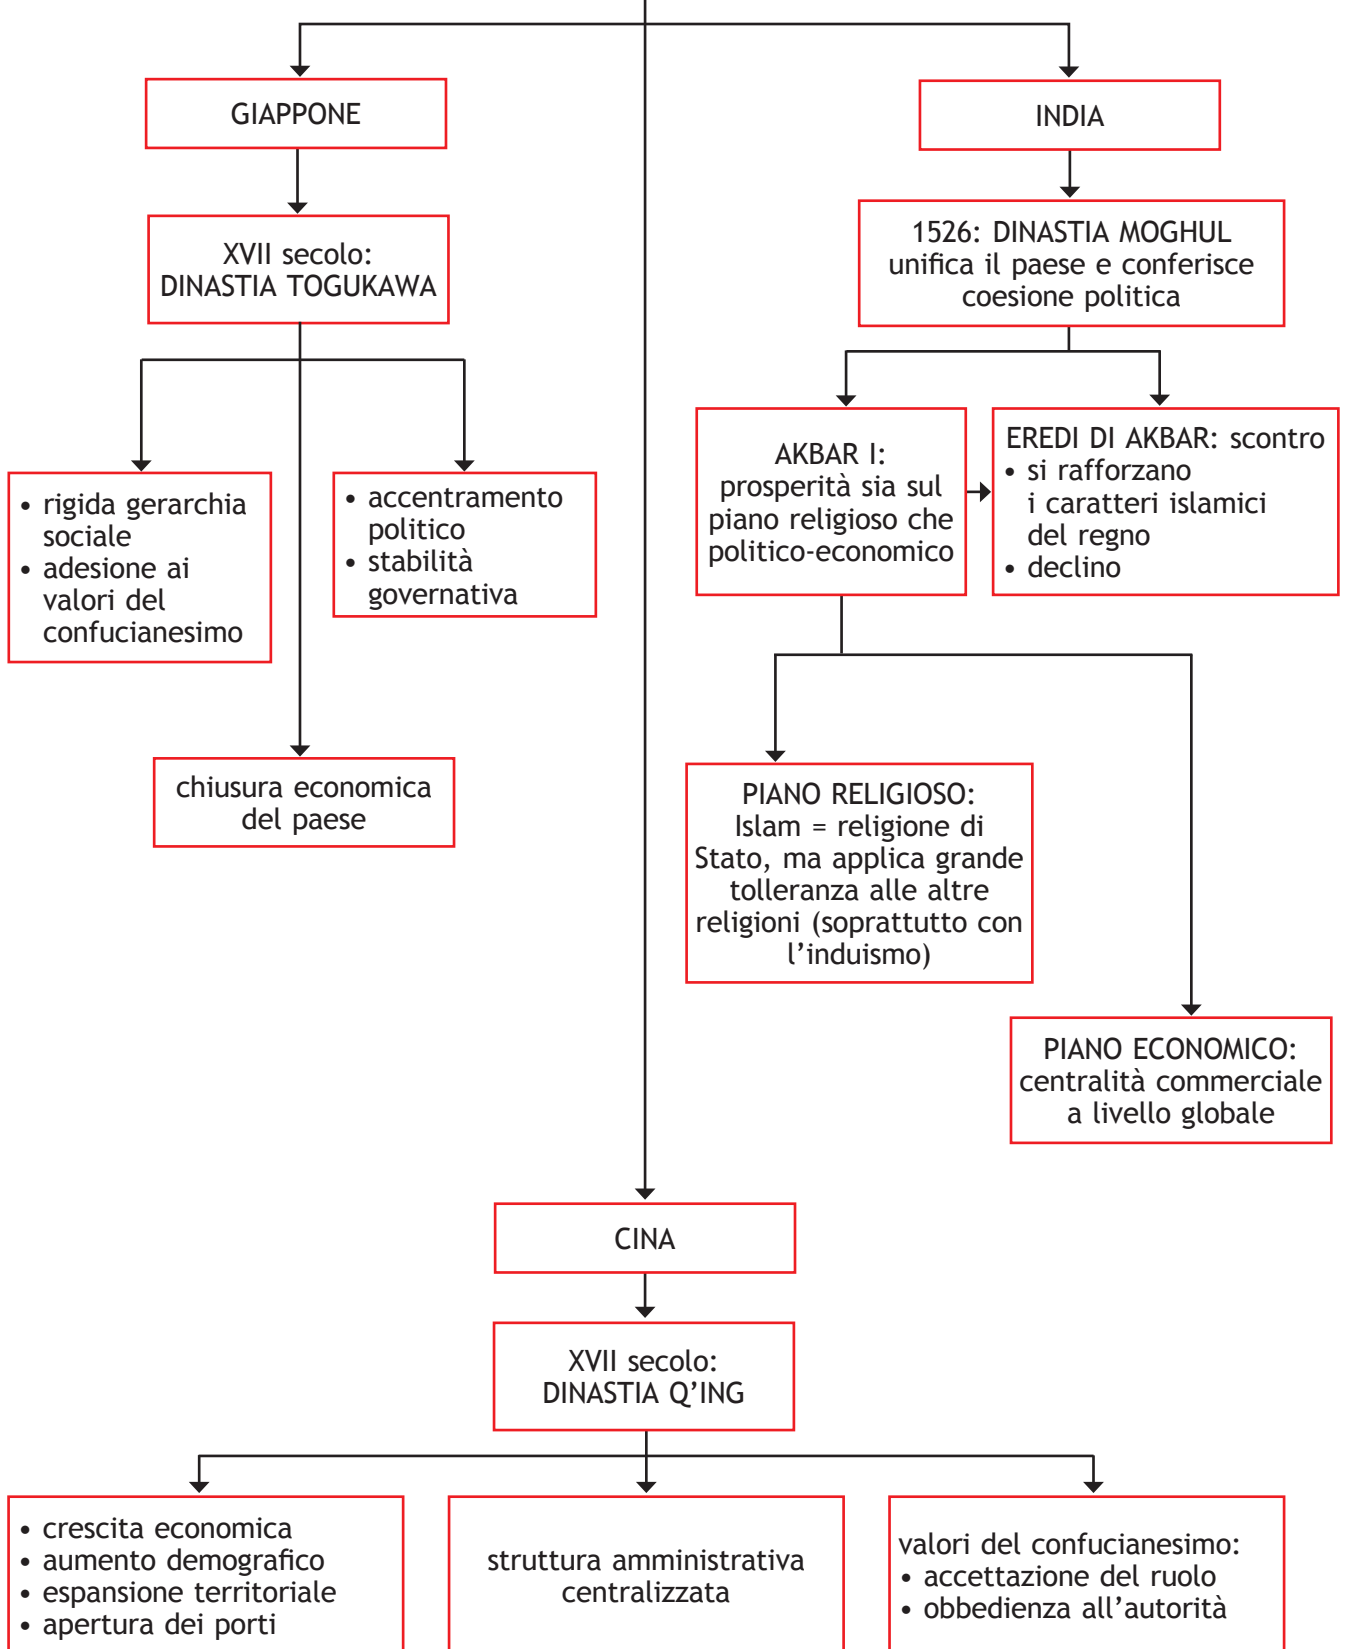 GIAPPONE
INDIA
XVII secolo:
DINASTIA TOGUKAWA
1526: DINASTIA MOGHUL
unifica il paese e conferisce
coesione politica
• rigida gerarchia
sociale
• adesione ai
valori del
confucianesimo
• accentramento
politico
• stabilità
governativa
AKBAR I:
prosperità sia sul
piano religioso che
politico-economico
EREDI DI AKBAR: scontro
• si rafforzano
i caratteri islamici
del regno
• declino
chiusura economica
del paese
PIANO RELIGIOSO:
Islam = religione di
Stato, ma applica grande
tolleranza alle altre
religioni (soprattutto con
l’induismo)
PIANO ECONOMICO:
centralità commerciale
a livello globale
CINA
XVII secolo:
DINASTIA Q’ING
• crescita economica
• aumento demografico
• espansione territoriale
• apertura dei porti
struttura amministrativa
centralizzata
valori del confucianesimo:
• accettazione del ruolo
• obbedienza all’autorità